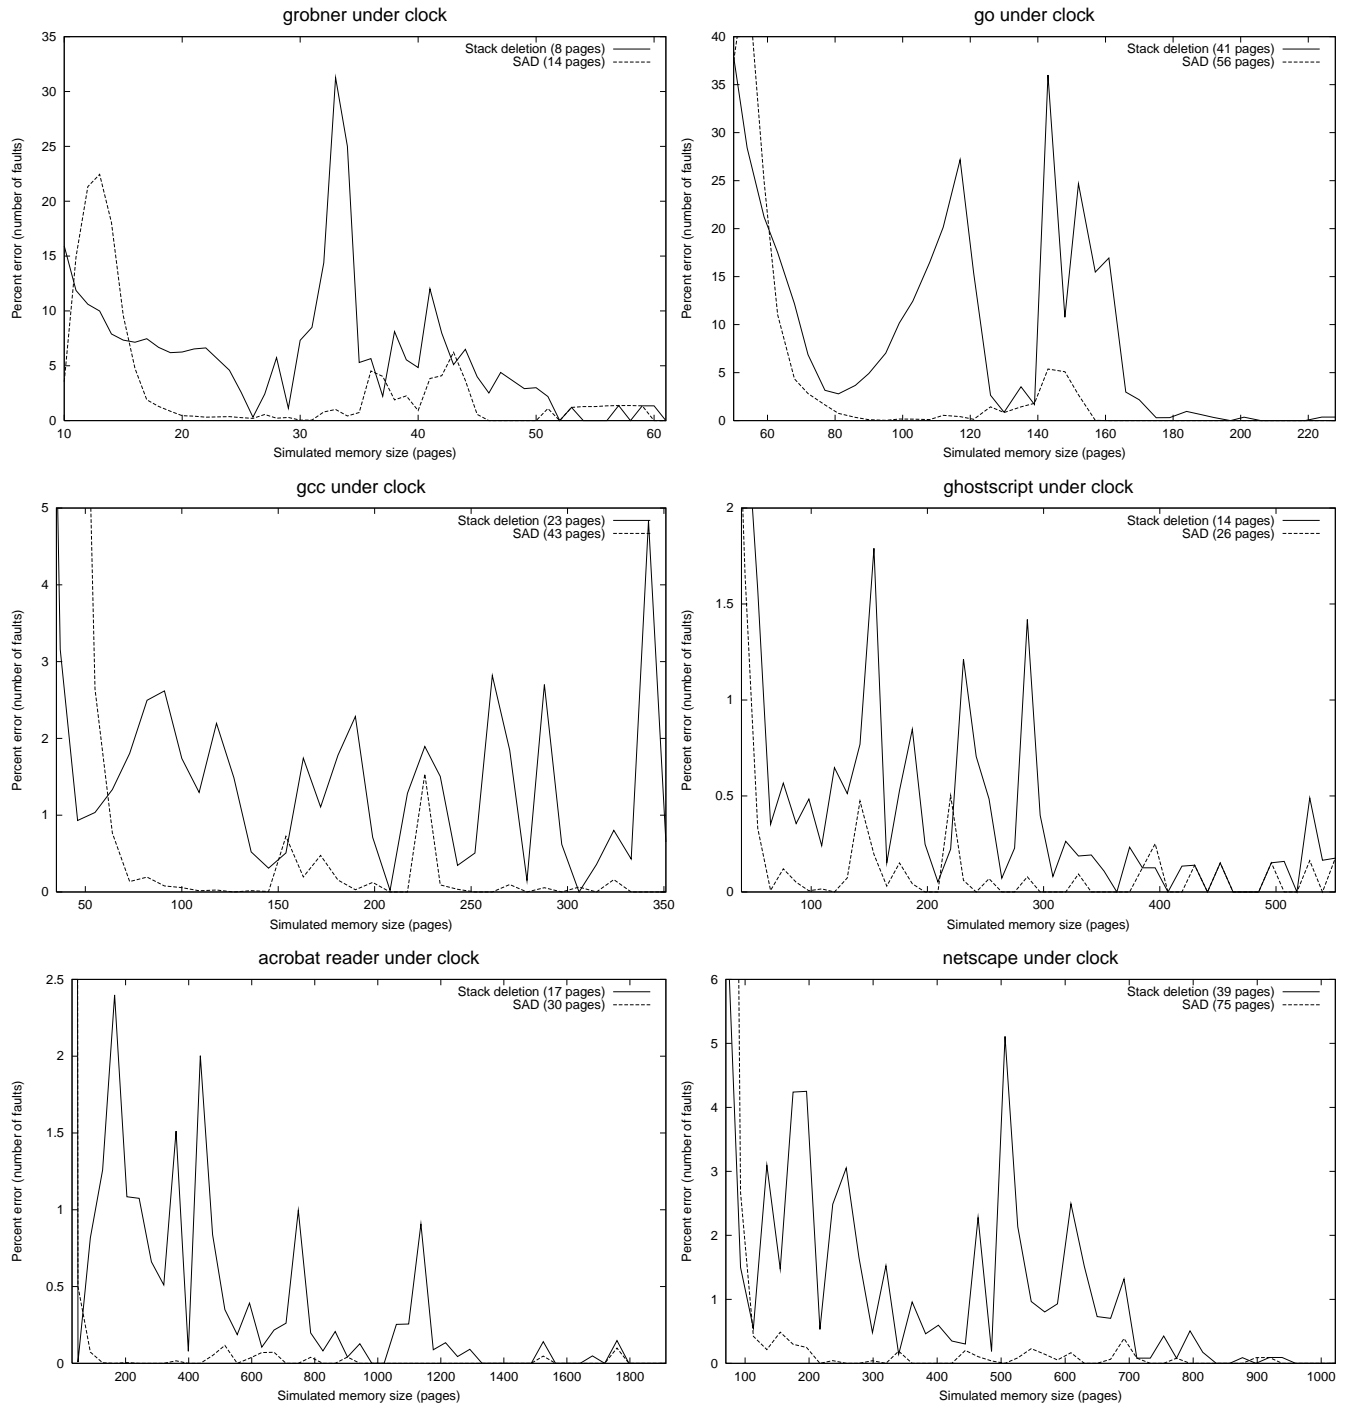 grobner under clock
35
30
25
20
15
10
5
0
Percent error (number of faults)
Stack deletion (8 pages)
SAD (14 pages)
10 20 30 40 50 60
Simulated memory size (pages)
go under clock
40
35
30
25
20
15
10
5
0
Percent error (number of faults)
Stack deletion (41 pages)
SAD (56 pages)
60 80 100 120 140 160 180 200 220
Simulated memory size (pages)
gcc under clock
5
4
3
2
1
0
Percent error (number of faults)
Stack deletion (23 pages)
SAD (43 pages)
50 100 150 200 250 300 350
Simulated memory size (pages)
ghostscript under clock
2
1.5
1
0.5
0
Percent error (number of faults)
Stack deletion (14 pages)
SAD (26 pages)
100 200 300 400 500
Simulated memory size (pages)
acrobat reader under clock
2.5
2
1.5
1
0.5
0
Percent error (number of faults)
Stack deletion (17 pages)
SAD (30 pages)
200 400 600 800 1000 1200 1400 1600 1800
Simulated memory size (pages)
netscape under clock
6
5
4
3
2
1
0
Percent error (number of faults)
Stack deletion (39 pages)
SAD (75 pages)
100 200 300 400 500 600 700 800 900 1000
Simulated memory size (pages)